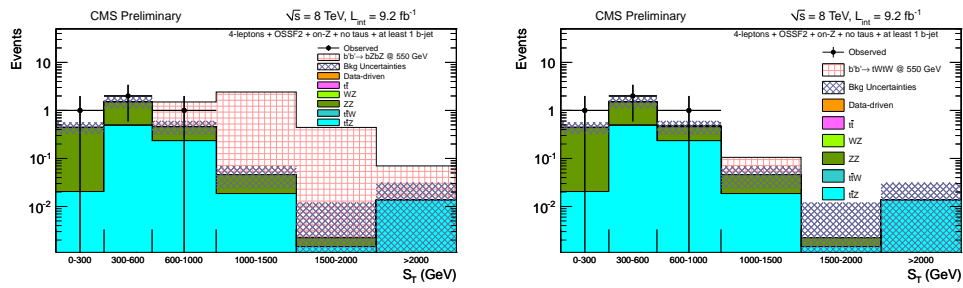 CMS Preliminary
√s = 8 TeV, L_int = 9.2 fb⁻¹
4-leptons + OSSF2 + on-Z + no taus + at least 1 b-jet
Events
10
1
10⁻¹
10⁻²
Observed
b'b̄'→ bZbZ @ 550 GeV
Bkg Uncertainties
Data-driven
tt̄
WZ
ZZ
tt̄W
tt̄Z
0-300
300-600
600-1000
1000-1500
1500-2000
>2000
S_T (GeV)
CMS Preliminary
√s = 8 TeV, L_int = 9.2 fb⁻¹
4-leptons + OSSF2 + on-Z + no taus + at least 1 b-jet
Events
10
1
10⁻¹
10⁻²
Observed
b'b̄'→ tWtW @ 550 GeV
Bkg Uncertainties
Data-driven
tt̄
WZ
ZZ
tt̄W
tt̄Z
0-300
300-600
600-1000
1000-1500
1500-2000
>2000
S_T (GeV)